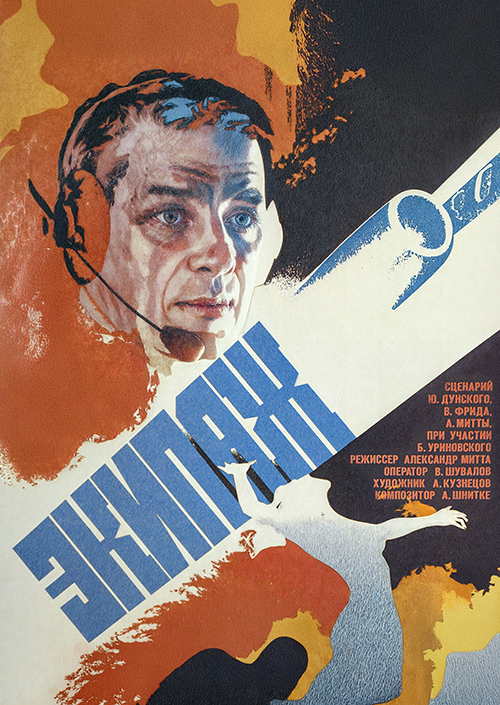 ЭКИПАЖ
СЦЕНАРИЙ
Ю. ДУНСКОГО,
В. ФРИДА,
А. МИТТЫ,
ПРИ УЧАСТИИ
Б. УРИНОВСКОГО
РЕЖИССЕР АЛЕКСАНДР МИТТА
ОПЕРАТОР В. ШУВАЛОВ
ХУДОЖНИК А. КУЗНЕЦОВ
КОМПОЗИТОР А. ШНИТКЕ